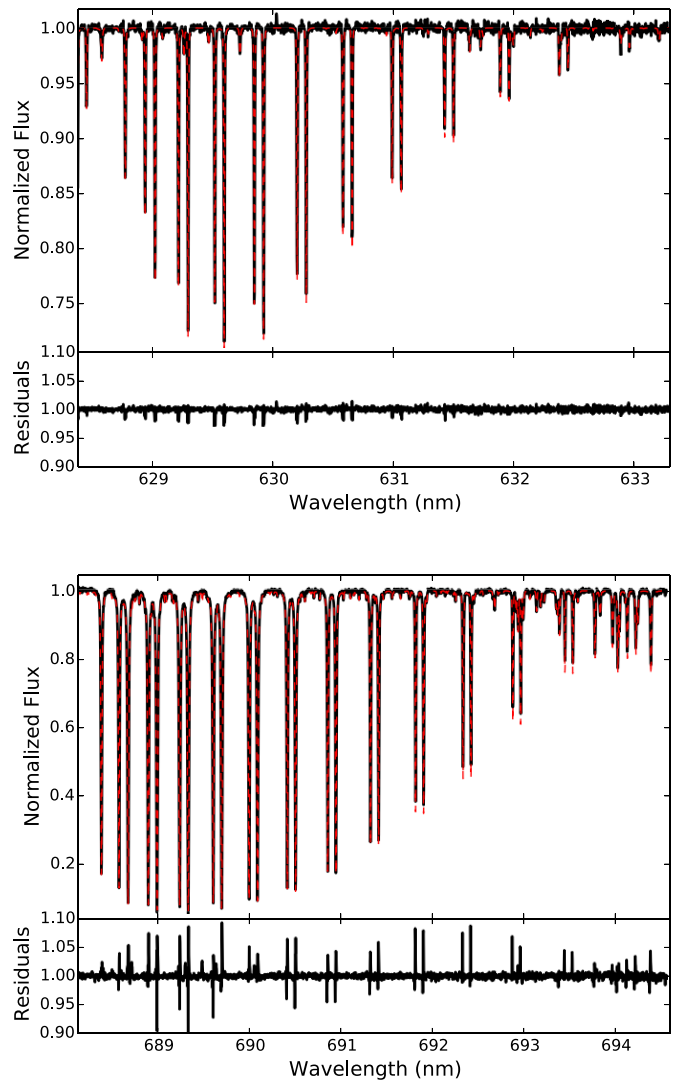 Normalized Flux
1.00
0.95
0.90
0.85
0.80
0.75
Residuals
1.10
1.05
1.00
0.95
0.90
629 630 631 632 633
Wavelength (nm)
Normalized Flux
1.0
0.8
0.6
0.4
0.2
Residuals
1.10
1.05
1.00
0.95
0.90
689 690 691 692 693 694
Wavelength (nm)